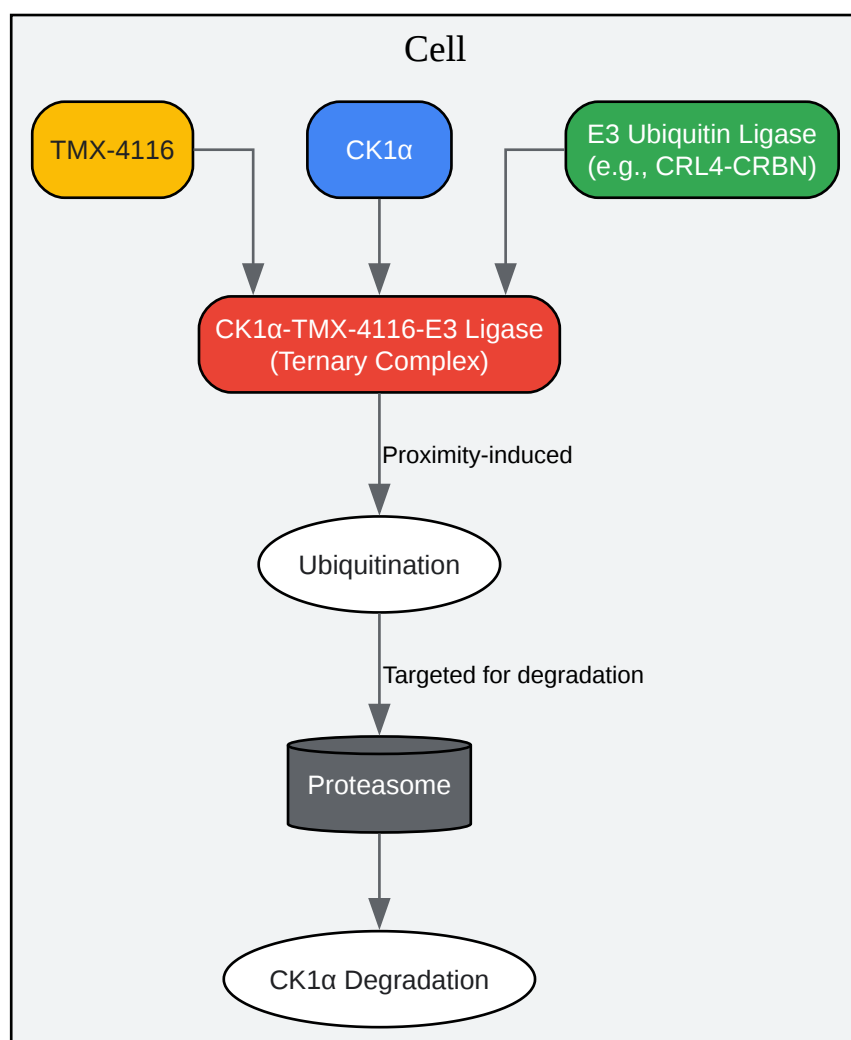 Cell
TMX-4116
CK1α
E3 Ubiquitin Ligase
(e.g., CRL4-CRBN)
CK1α-TMX-4116-E3 Ligase
(Ternary Complex)
Proximity-induced
Ubiquitination
Targeted for degradation
Proteasome
CK1α Degradation